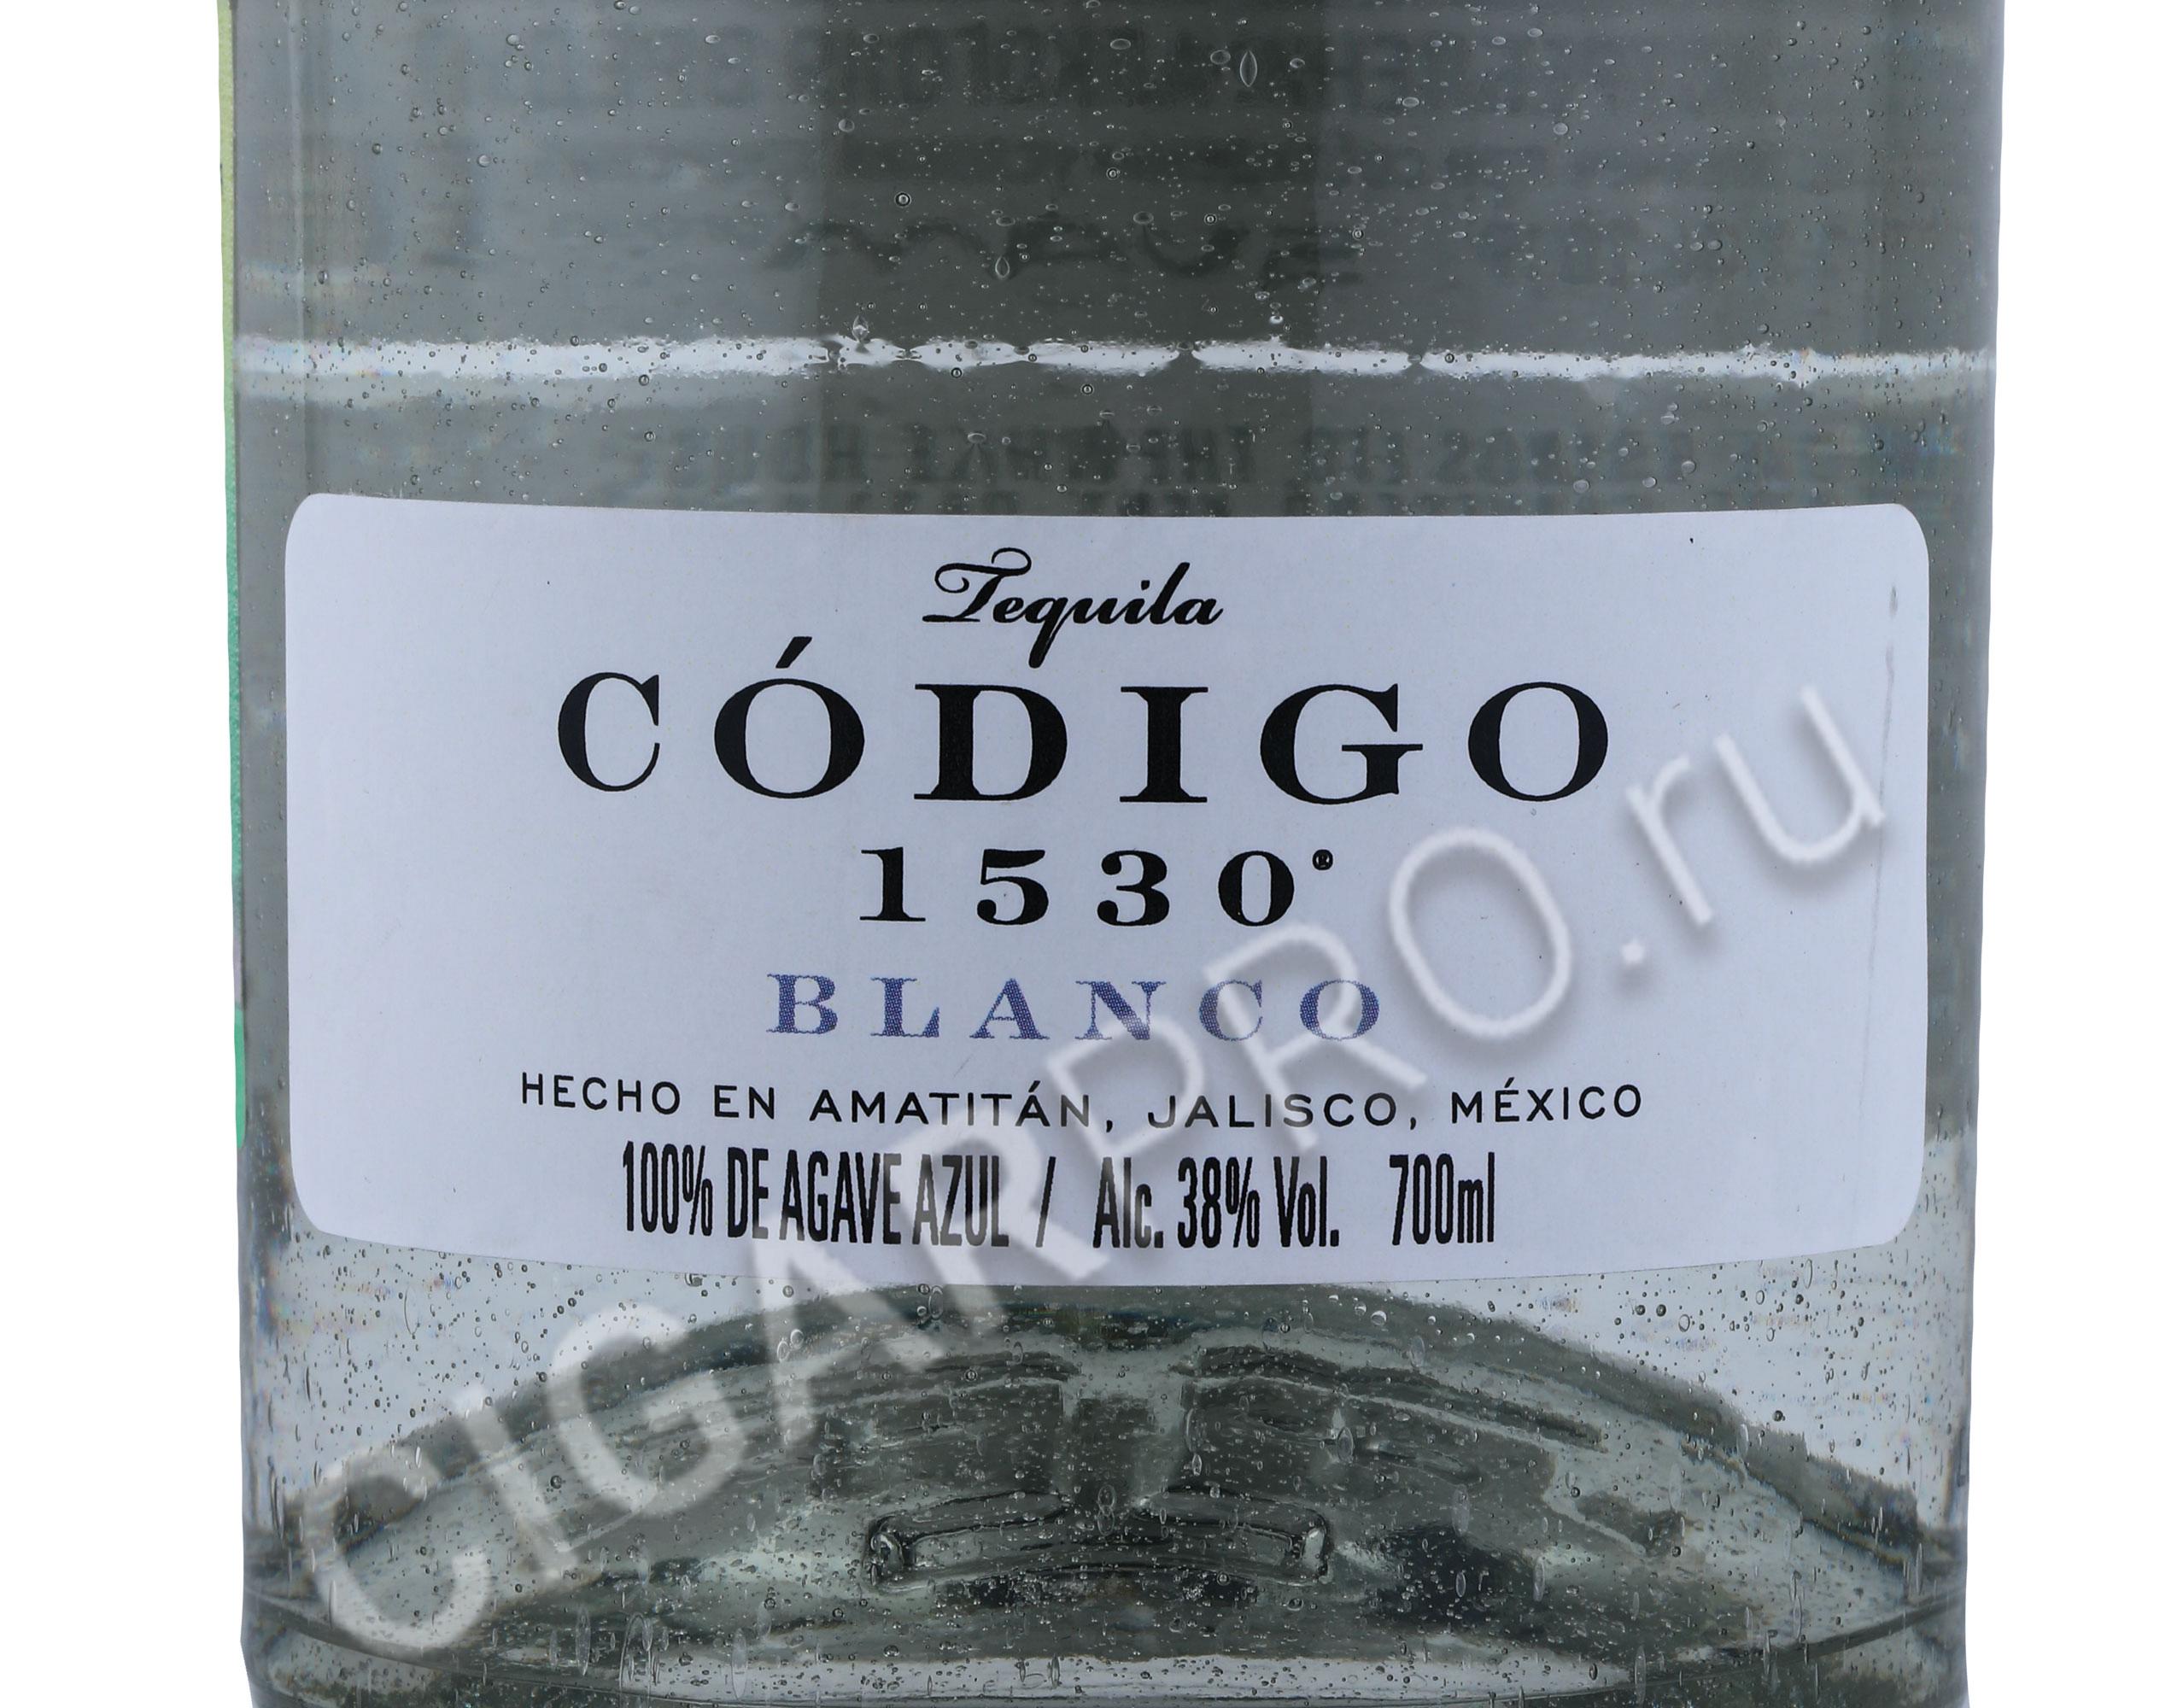 Tequila
CÓDIGO
1530®
BLANCO
HECHO EN AMATITÁN, JALISCO, MÉXICO
100% DE AGAVE AZUL / Alc. 38% Vol. 700ml
CIGARPRO.ru